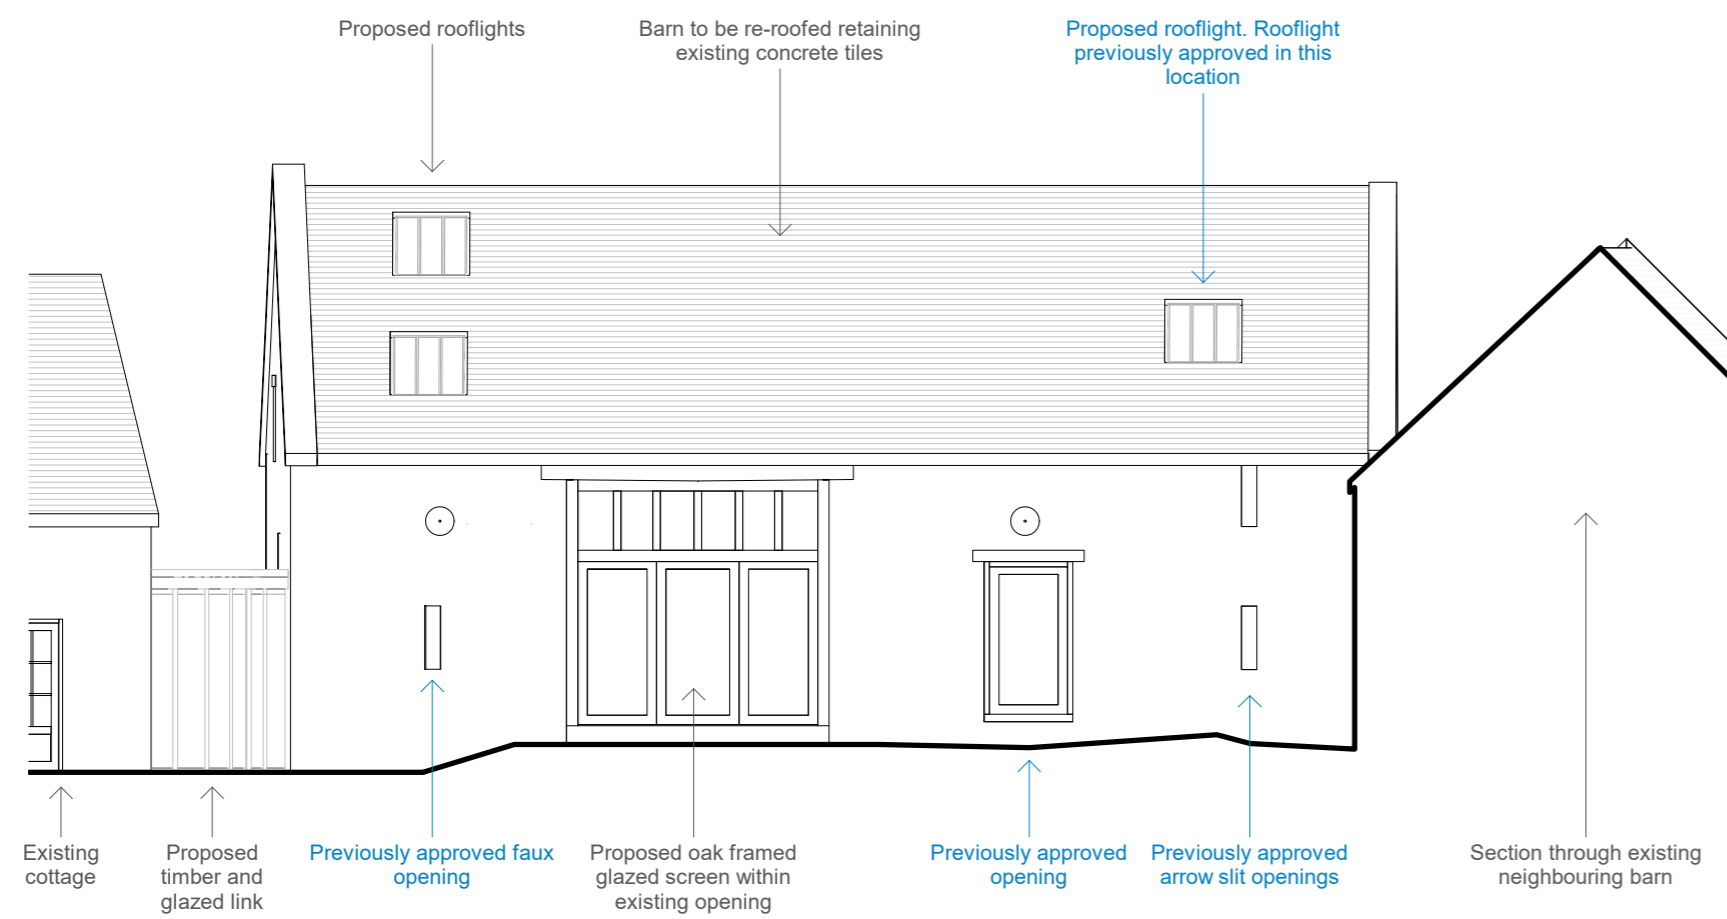 Proposed rooflights
Barn to be re-roofed retaining
existing concrete tiles
Proposed rooflight. Rooflight
previously approved in this
location
Existing
cottage
Proposed
timber and
glazed link
Previously approved faux
opening
Proposed oak framed
glazed screen within
existing opening
Previously approved
opening
Previously approved
arrow slit openings
Section through existing
neighbouring barn